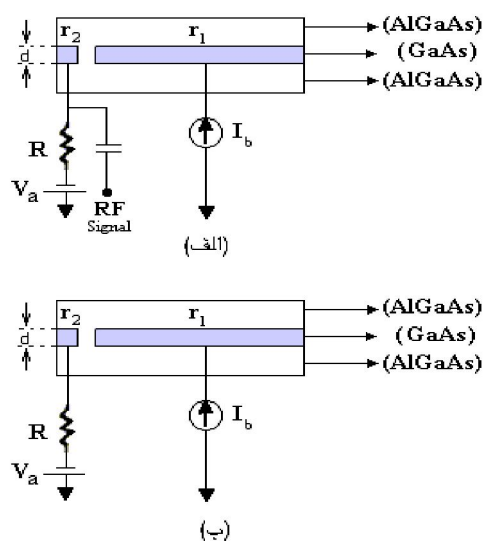 r2 r1 (AlGaAs)
d (GaAs)
(AlGaAs)
R Ib
Va
RF
Signal
(الف)
r2 r1 (AlGaAs)
d (GaAs)
(AlGaAs)
R Ib
Va
(ب)